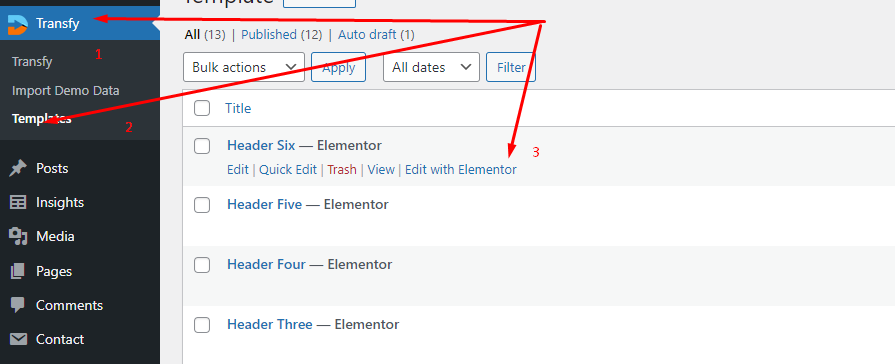 Template
Transfy
1
All (13) | Published (12) | Auto draft (1)
Transfy
Bulk actions
Apply
All dates
Filter
Import Demo Data
Templates
2
Title
Header Six — Elementor
3
Edit | Quick Edit | Trash | View | Edit with Elementor
Posts
Insights
Header Five — Elementor
Media
Pages
Header Four — Elementor
Comments
Header Three — Elementor
Contact